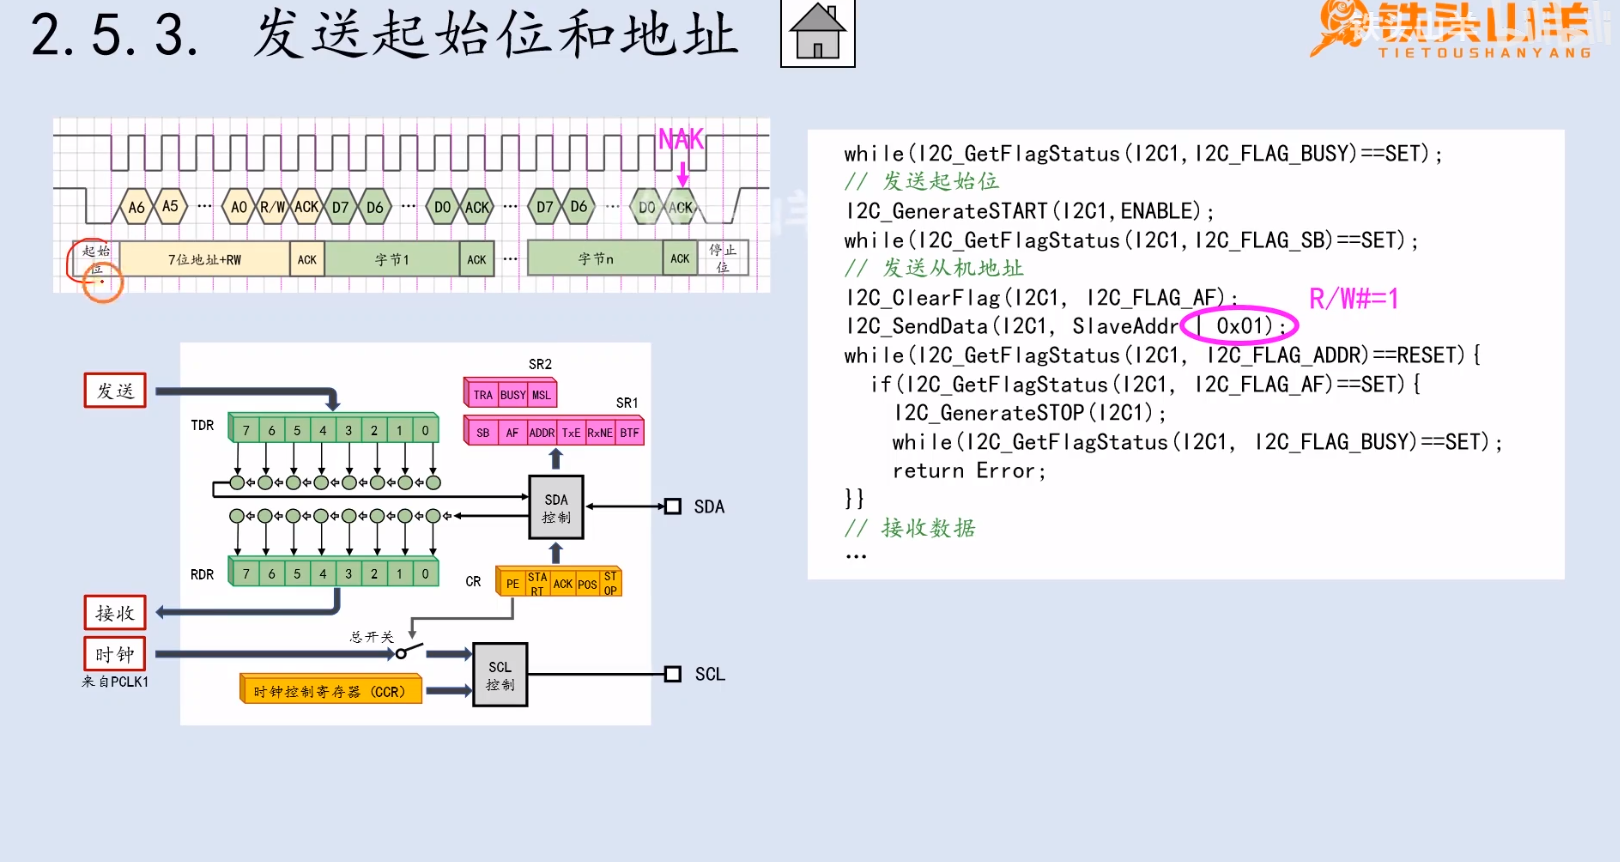 2.5.3. 发送起始位和地址
铁头山羊
TIETOUSHANYANG
NAK
A6 A5 ... A0 R/W ACK D7 D6 ... D0 ACK ... D7 D6 ... D0 ACK
起始位 7位地址+RW ACK 字节1 ACK ... 字节n ACK 停止位
while(I2C_GetFlagStatus(I2C1,I2C_FLAG_BUSY)==SET);
// 发送起始位
I2C_GenerateSTART(I2C1,ENABLE);
while(I2C_GetFlagStatus(I2C1,I2C_FLAG_SB)==SET);
// 发送从机地址
I2C_ClearFlag(I2C1, I2C_FLAG_AF);
R/W#=1
I2C_SendData(I2C1, SlaveAddr | 0x01);
while(I2C_GetFlagStatus(I2C1, I2C_FLAG_ADDR)==RESET){
if(I2C_GetFlagStatus(I2C1, I2C_FLAG_AF)==SET){
I2C_GenerateSTOP(I2C1);
while(I2C_GetFlagStatus(I2C1, I2C_FLAG_BUSY)==SET);
return Error;
}}
// 接收数据
...
SR2
TRA BUSY MSL
SR1
SB AF ADDR TxE RxNE BTF
发送
TDR
7 6 5 4 3 2 1 0
SDA
控制
SDA
RDR
7 6 5 4 3 2 1 0
CR
PE START ACK POS STOP
接收
总开关
时钟
来自PCLK1
SCL
控制
SCL
时钟控制寄存器（CCR）